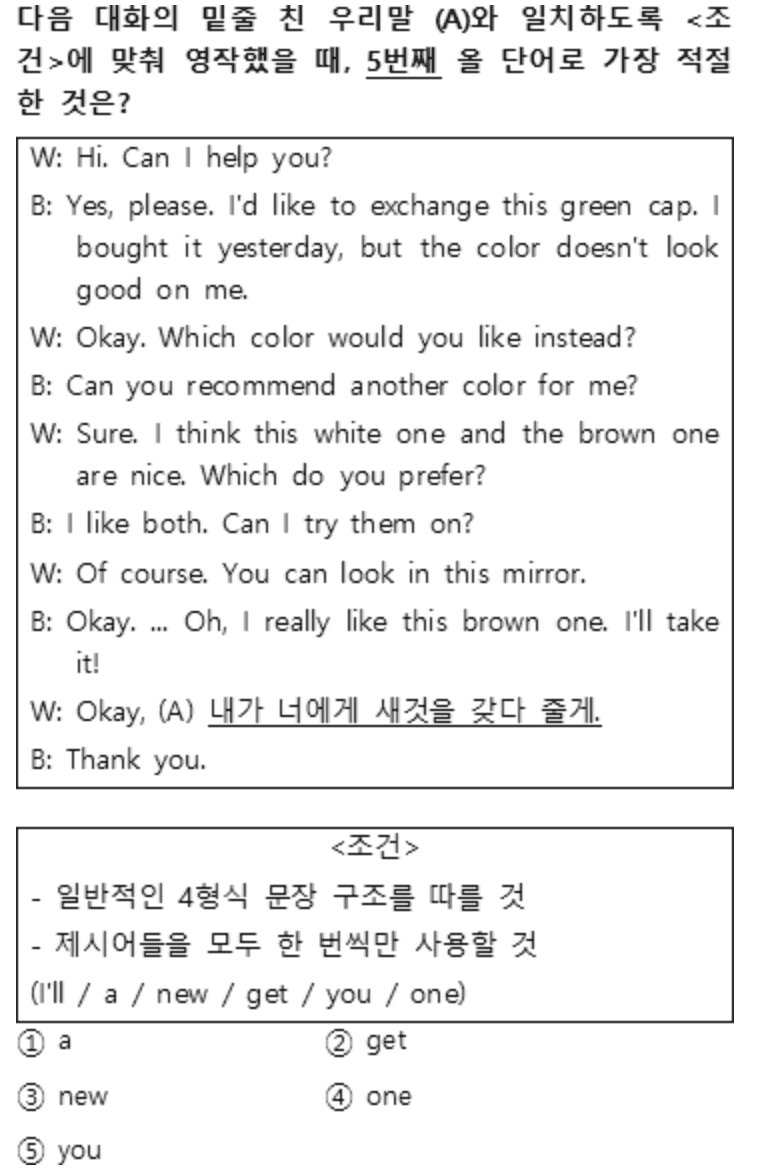 다음 대화의 밑줄 친 우리말 (A)와 일치하도록 <조
건>에 맞춰 영작했을 때, 5번째 올 단어로 가장 적절
한 것은?
W: Hi. Can I help you?
B: Yes, please. I'd like to exchange this green cap. I
bought it yesterday, but the color doesn't look
good on me.
W: Okay. Which color would you like instead?
B: Can you recommend another color for me?
W: Sure. I think this white one and the brown one
are nice. Which do you prefer?
B: I like both. Can I try them on?
W: Of course. You can look in this mirror.
B: Okay. ... Oh, I really like this brown one. I'll take
it!
W: Okay, (A) 내가 너에게 새것을 갖다 줄게.
B: Thank you.
<조건>
- 일반적인 4형식 문장 구조를 따를 것
- 제시어들을 모두 한 번씩만 사용할 것
(I'll / a / new / get / you / one)
① a ② get
③ new ④ one
⑤ you